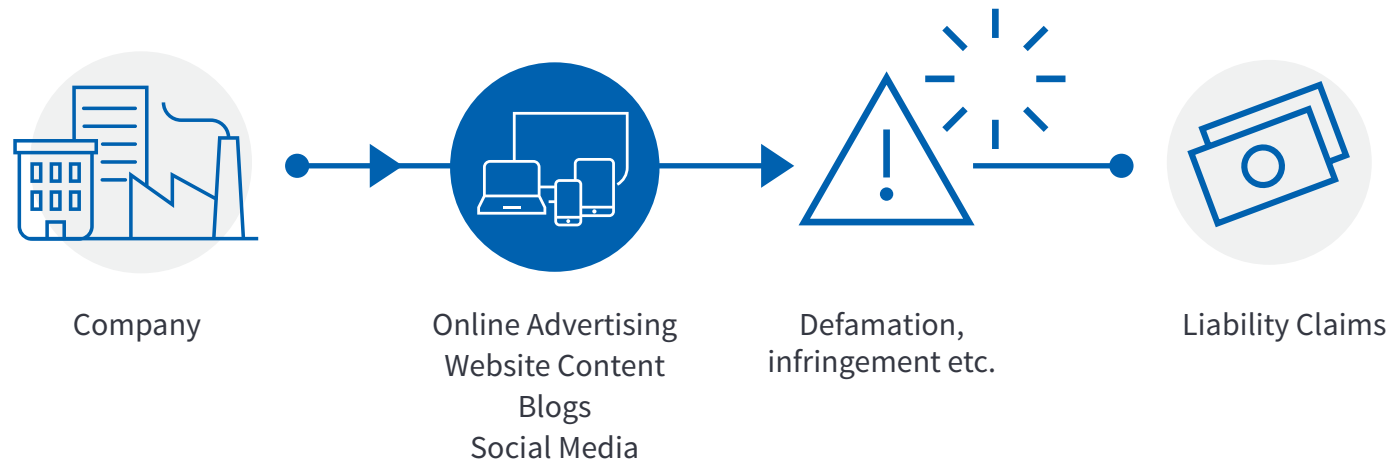 Company
Online Advertising
Website Content
Blogs
Social Media
Defamation,
infringement etc.
Liability Claims